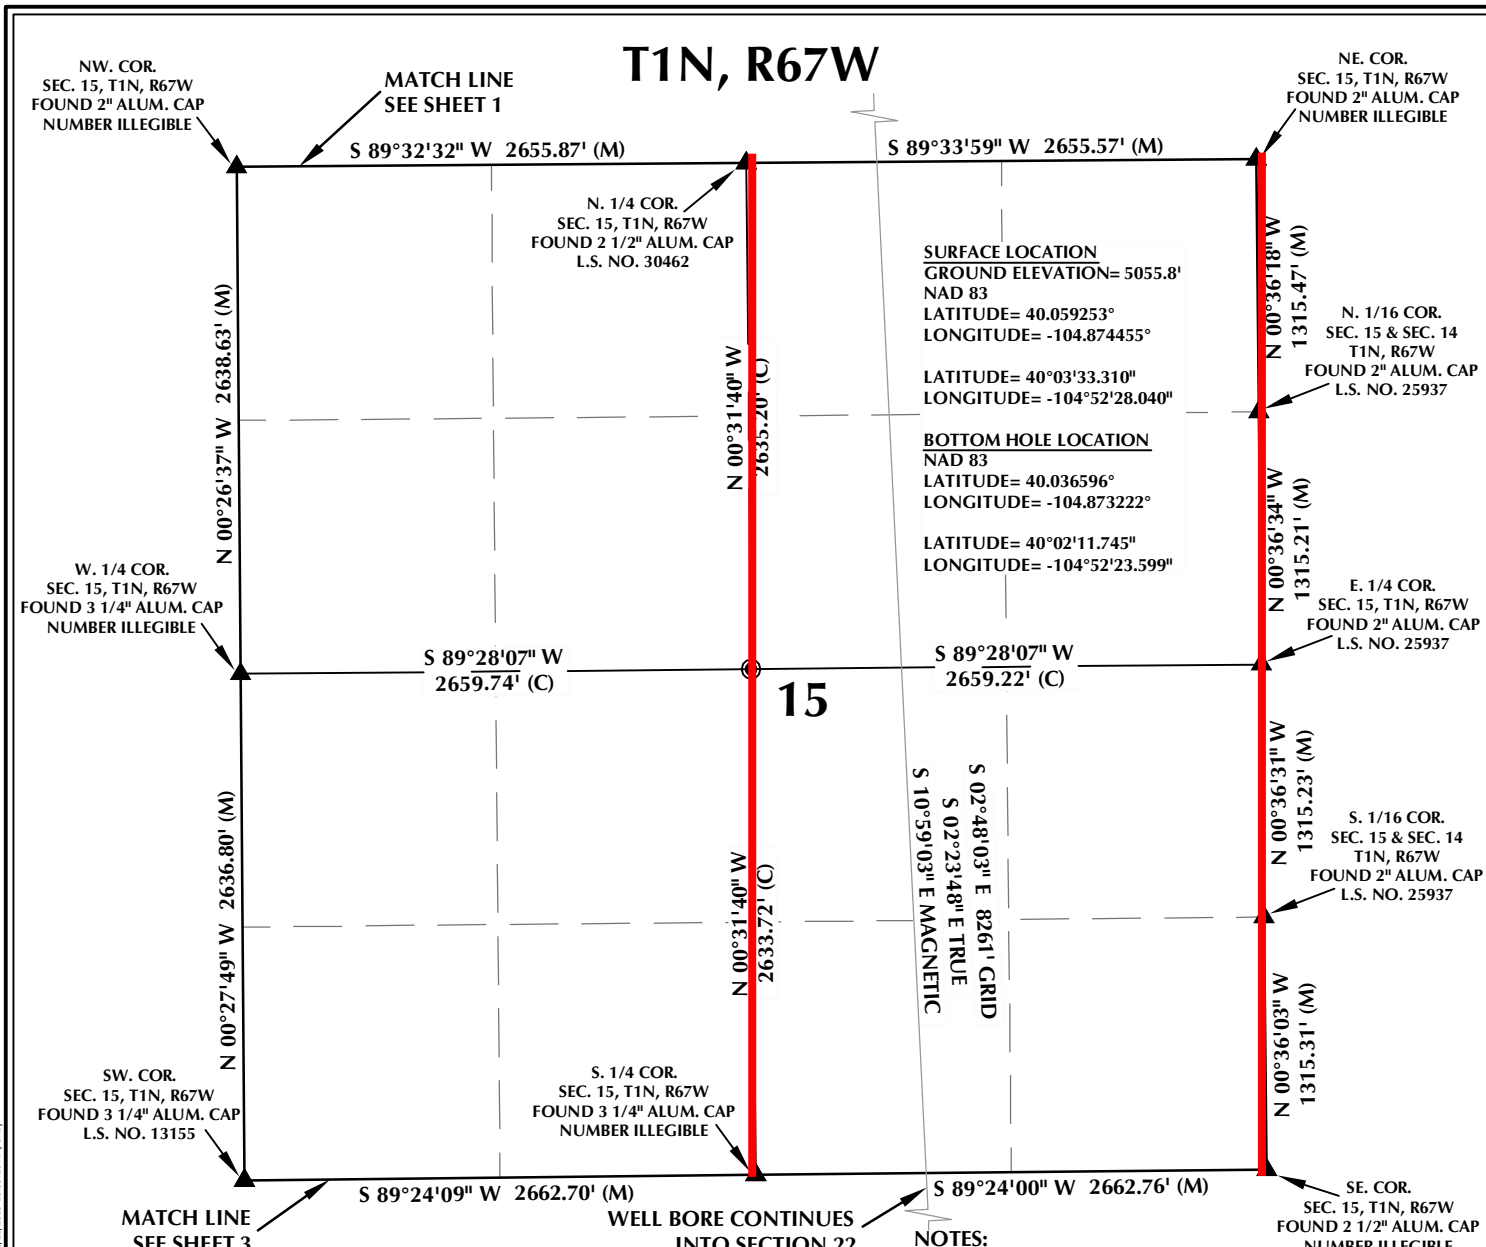 T1N, R67W
NW. COR.
SEC. 15, T1N, R67W
FOUND 2" ALUM. CAP
NUMBER ILLEGIBLE
MATCH LINE
SEE SHEET 1
NE. COR.
SEC. 15, T1N, R67W
FOUND 2" ALUM. CAP
NUMBER ILLEGIBLE
S 89°32'32" W 2655.87' (M)
S 89°33'59" W 2655.57' (M)
N. 1/4 COR.
SEC. 15, T1N, R67W
FOUND 2 1/2" ALUM. CAP
L.S. NO. 30462
SURFACE LOCATION
GROUND ELEVATION= 5055.8'
NAD 83
LATITUDE= 40.059253°
LONGITUDE= -104.874455°
LATITUDE= 40°03'33.310"
LONGITUDE= -104°52'28.040"
BOTTOM HOLE LOCATION
NAD 83
LATITUDE= 40.036596°
LONGITUDE= -104.873222°
LATITUDE= 40°02'11.745"
LONGITUDE= -104°52'23.599"
N 00°36'18" W
1315.47' (M)
N. 1/16 COR.
SEC. 15 & SEC. 14
T1N, R67W
FOUND 2" ALUM. CAP
L.S. NO. 25937
N 00°26'37" W 2638.63' (M)
N 00°31'40" W
2635.20' (C)
N 00°36'34" W
1315.21' (M)
W. 1/4 COR.
SEC. 15, T1N, R67W
FOUND 3 1/4" ALUM. CAP
NUMBER ILLEGIBLE
E. 1/4 COR.
SEC. 15, T1N, R67W
FOUND 2" ALUM. CAP
L.S. NO. 25937
S 89°28'07" W
2659.74' (C)
S 89°28'07" W
2659.22' (C)
15
N 00°27'49" W 2636.80' (M)
N 00°31'40" W
2633.72' (C)
S 02°48'03" E 8261' GRID
S 02°23'48" E TRUE
S 10°59'03" E MAGNETIC
N 00°36'31" W
1315.23' (M)
S. 1/16 COR.
SEC. 15 & SEC. 14
T1N, R67W
FOUND 2" ALUM. CAP
L.S. NO. 25937
N 00°36'03" W
1315.31' (M)
SW. COR.
SEC. 15, T1N, R67W
FOUND 3 1/4" ALUM. CAP
L.S. NO. 13155
S. 1/4 COR.
SEC. 15, T1N, R67W
FOUND 3 1/4" ALUM. CAP
NUMBER ILLEGIBLE
S 89°24'09" W 2662.70' (M)
S 89°24'00" W 2662.76' (M)
MATCH LINE
SEE SHEET 3
WELL BORE CONTINUES
INTO SECTION 22
NOTES:
SE. COR.
SEC. 15, T1N, R67W
FOUND 2 1/2" ALUM. CAP
NUMBER ILLEGIBLE